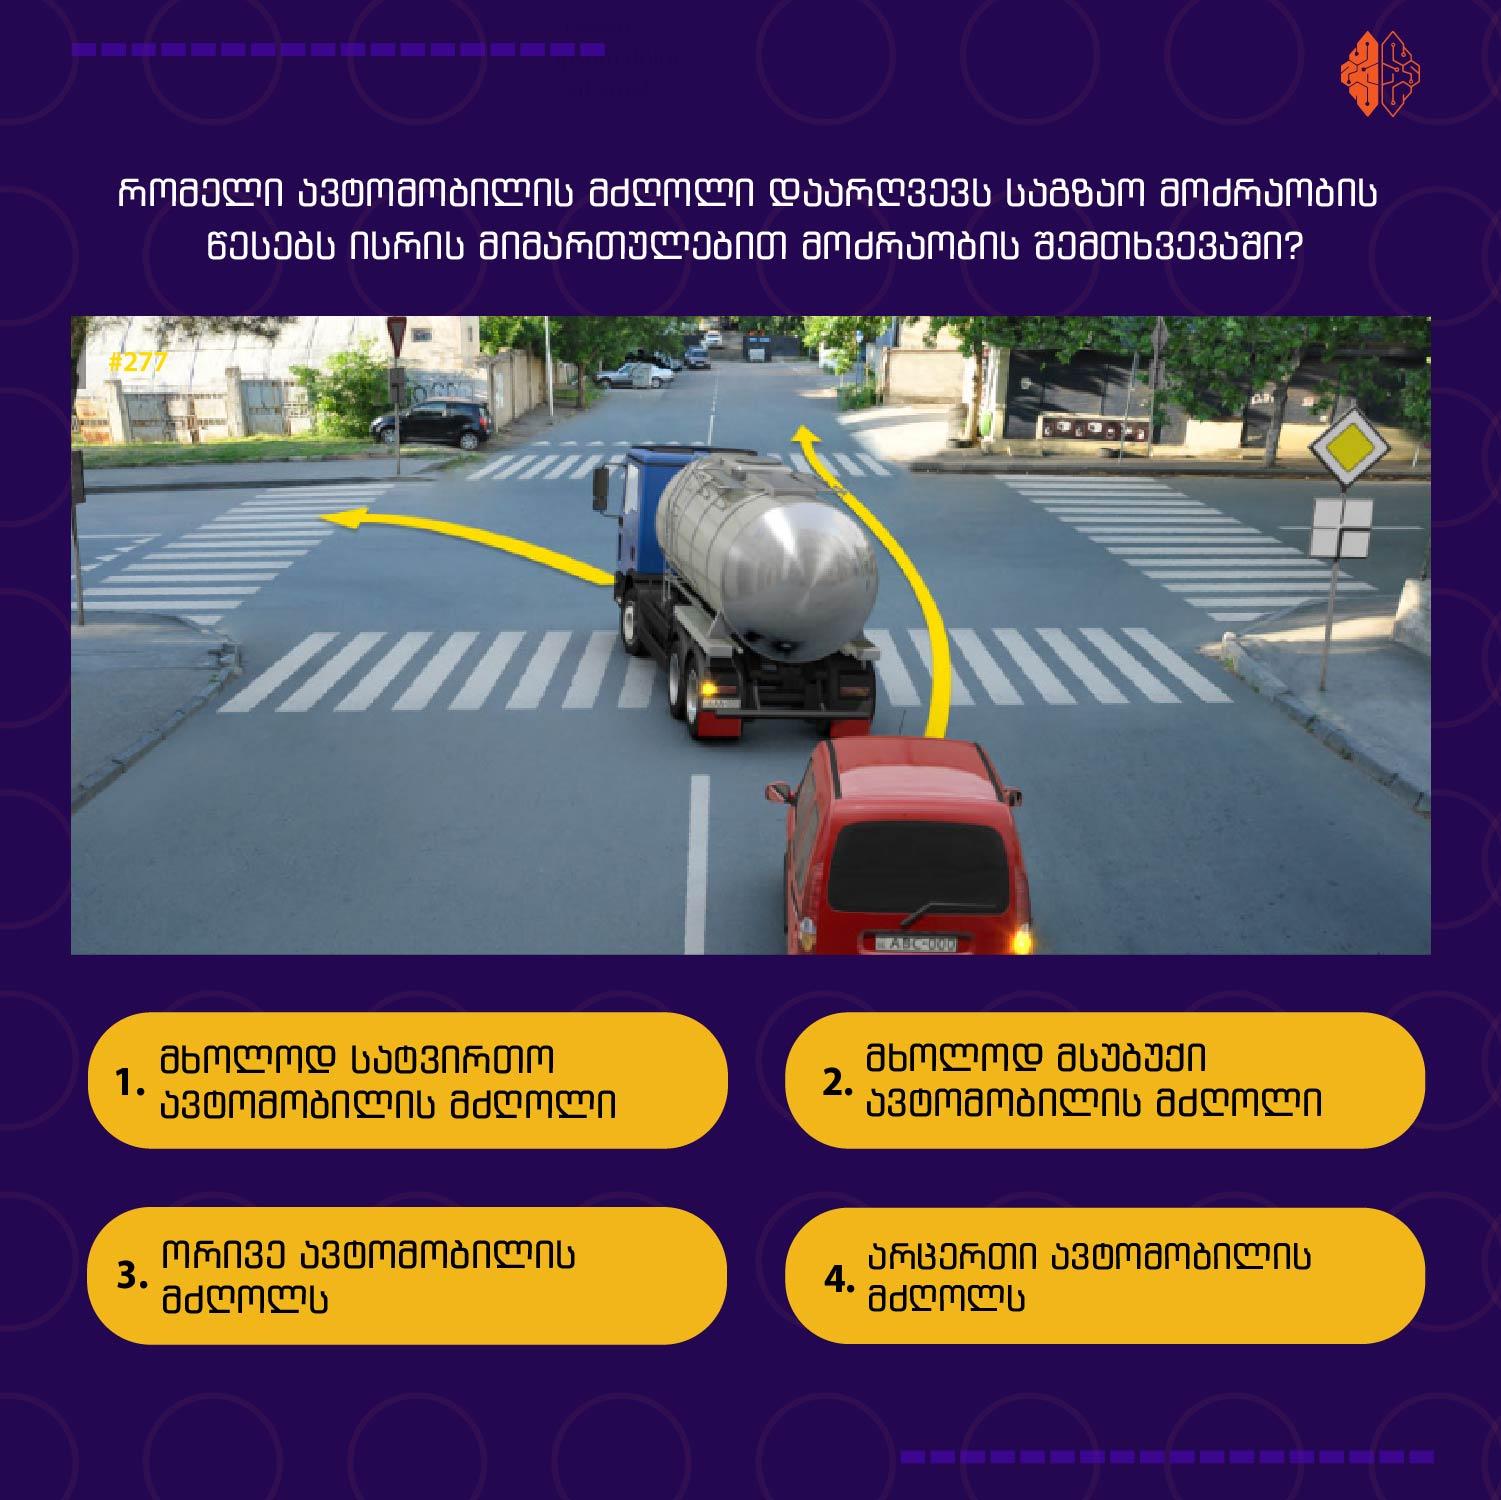 რომელი ავტომობილის მძღოლი დაარღვევს საგზაო მოძრაობის
წესებს ისრის მიმართულებით მოძრაობის შემთხვევაში?
#277
ABC-000
1. მხოლოდ სატვირთო
ავტომობილის მძღოლი
2. მხოლოდ მსუბუქი
ავტომობილის მძღოლი
3. ორივე ავტომობილის
მძღოლს
4. არცერთი ავტომობილის
მძღოლს